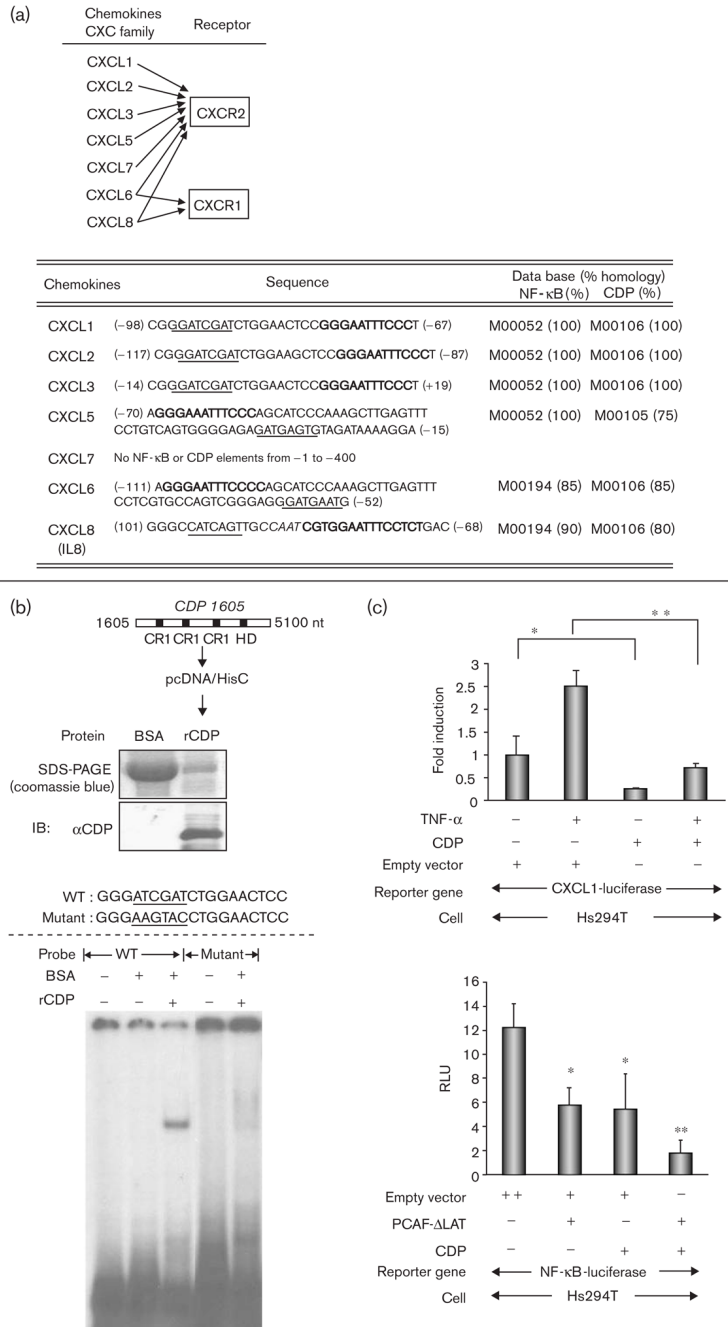 (a)
Chemokines
CXC family
Receptor
CXCL1
CXCL2
CXCL3
CXCL5
CXCL7
CXCL6
CXCL8
CXCR2
CXCR1
Chemokines Sequence Data base (% homology)
NF-κB (%) CDP (%)
CXCL1 (−98) CGGGATCGATCTGGAACTCCGGGAATTTCCCT (−67) M00052 (100) M00106 (100)
CXCL2 (−117) CGGGATCGATCTGGAAGCTCCGGGAATTTCCCT (−87) M00052 (100) M00106 (100)
CXCL3 (−14) CGGGATCGATCTGGAACTCCGGGAATTTCCCT (+19) M00052 (100) M00106 (100)
CXCL5 (−70) AGGGAAATTTCCCAGCATCCCAAAGCTTGAGTTT M00052 (100) M00105 (75)
CCTGTCAGTGGGGAGAGATGAGTGTAGATAAAAGGA (−15)
CXCL7 No NF-κB or CDP elements from −1 to −400
CXCL6 (−111) AGGGAATTTCCCCAGCATCCCAAGCTTGAGTTT M00194 (85) M00106 (85)
CCTCGTGCCAGTCGGGAGGGATGAATG (−52)
CXCL8 (101) GGGCCATCAGTTGCCAAT CGTGGAATTTCCTCTGAC (−68) M00194 (90) M00106 (80)
(IL8)
(b)
CDP 1605
1605 5100 nt
CR1 CR1 CR1 HD
pcDNA/HisC
Protein BSA rCDP
SDS-PAGE
(coomassie blue)
IB: αCDP
WT : GGGATCGATCTGGAACTCC
Mutant : GGGAAGTACCTGGAACTCC
Probe WT Mutant
BSA − + + − +
rCDP − − + − +
(c)
* **
Fold induction
3
2.5
2
1.5
1
0.5
0
TNF-α − + − +
CDP − − + +
Empty vector + + − −
Reporter gene CXCL1-luciferase
Cell Hs294T
RLU
16
14
12
10
8
6
4
2
0
* * **
Empty vector ++ + + −
PCAF-ΔLAT − + − +
CDP − − + +
Reporter gene NF-κB-luciferase
Cell Hs294T